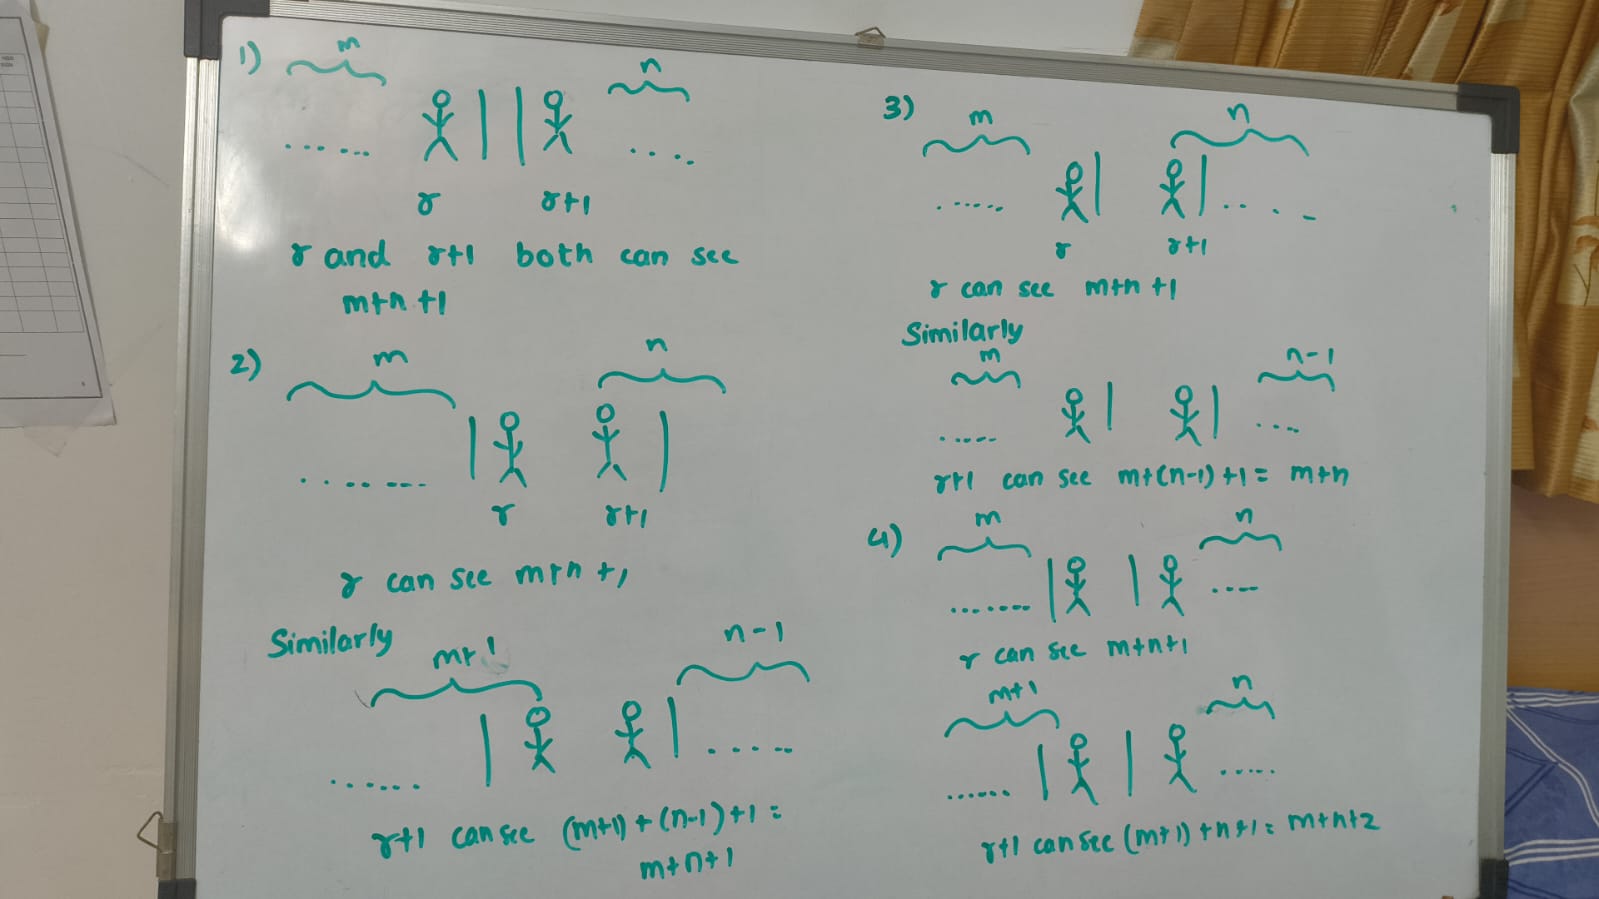 1) m n
r r+1
r and r+1 both can see
m+n+1
2) m n
r r+1
r can see m+n+1
Similarly
m+1 n-1
r+1 can see (m+1)+(n-1)+1=
m+n+1
3) m n
r r+1
r can see m+n+1
Similarly
m n-1
r+1 can see m+(n-1)+1= m+n
4) m n
r can see m+n+1
m+1 n
r+1 can see (m+1)+n+1= m+n+2